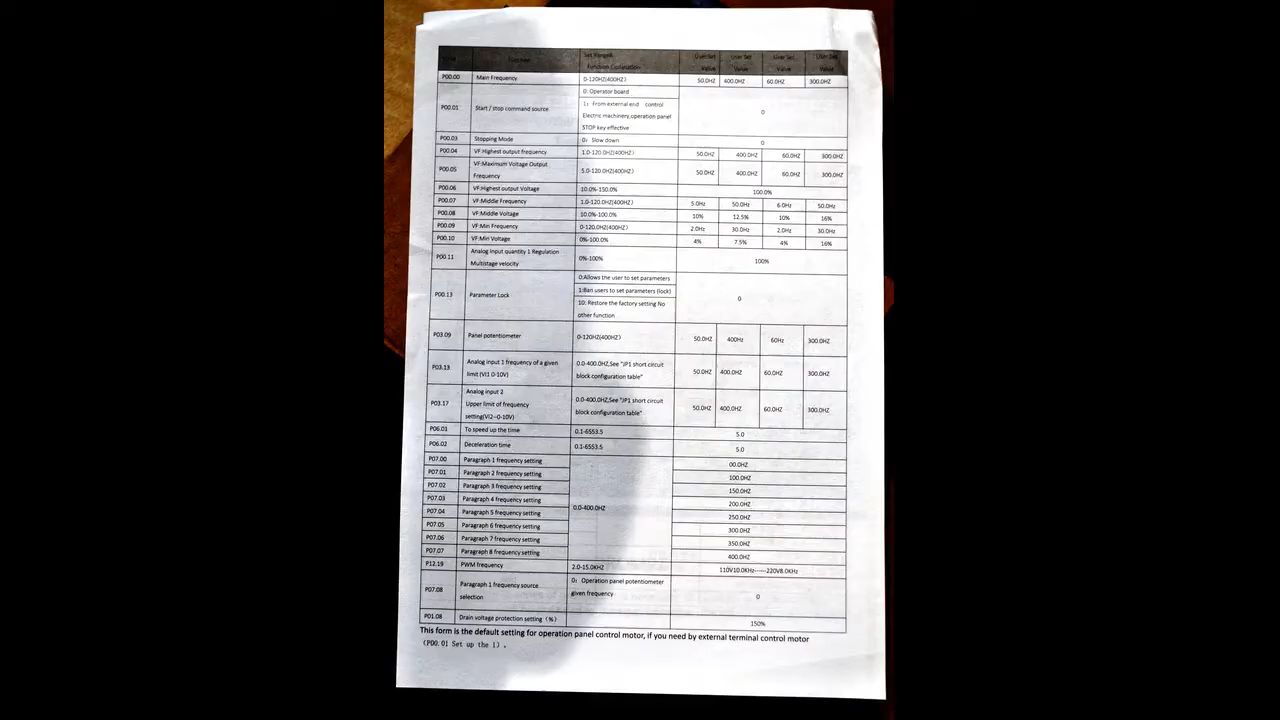 Function Set Range& User Set User Set User Set User Set
Function Explanation Value Value Value Value
P00.00 Main Frequency 0-120HZ(400HZ) 50.0HZ 400.0HZ 60.0HZ 300.0HZ
0: Operator board
P00.01 Start / stop command source 1: From external end control 0
Electric machinery,operation panel
STOP key effective
P00.03 Stopping Mode 0: Slow down 0
P00.04 VF:Highest output frequency 1.0-120.0HZ(400HZ) 50.0HZ 400.0HZ 60.0HZ 300.0HZ
P00.05 VF:Maximum Voltage Output 5.0-120.0HZ(400HZ) 50.0HZ 400.0HZ 60.0HZ 300.0HZ
Frequency
P00.06 VF:Highest output Voltage 10.0%-150.0% 100.0%
P00.07 VF:Middle Frequency 1.0-120.0HZ(400HZ) 5.0Hz 50.0HZ 6.0Hz 50.0Hz
P00.08 VF:Middle Voltage 10.0%-100.0% 10% 12.5% 10% 16%
P00.09 VF:Min Frequency 0-120.0HZ(400HZ) 2.0Hz 30.0Hz 2.0Hz 30.0Hz
P00.10 VF:Min Voltage 0%-100.0% 4% 7.5% 4% 16%
P00.11 Analog Input quantity 1 Regulation 0%-100% 100%
Multistage velocity
0:Allows the user to set parameters
P00.13 Parameter Lock 1:Ban users to set parameters (lock) 0
10: Restore the factory setting No
other function
P03.09 Panel potentiometer 0-120HZ(400HZ) 50.0HZ 400Hz 60Hz 300.0HZ
P03.13 Analog input 1 frequency of a given 0.0-400.0HZ,See "JP1 short circuit 50.0HZ 400.0HZ 60.0HZ 300.0HZ
limit (VI1 0-10V) block configuration table"
Analog input 2
P03.17 Upper limit of frequency 0.0-400.0HZ,See "JP1 short circuit 50.0HZ 400.0HZ 60.0HZ 300.0HZ
setting(VI2~0-10V) block configuration table"
P06.01 To speed up the time 0.1-6553.5 5.0
P06.02 Deceleration time 0.1-6553.5 5.0
P07.00 Paragraph 1 frequency setting 00.0HZ
P07.01 Paragraph 2 frequency setting 100.0HZ
P07.02 Paragraph 3 frequency setting 150.0HZ
P07.03 Paragraph 4 frequency setting 0.0-400.0HZ 200.0HZ
P07.04 Paragraph 5 frequency setting 250.0HZ
P07.05 Paragraph 6 frequency setting 300.0HZ
P07.06 Paragraph 7 frequency setting 350.0HZ
P07.07 Paragraph 8 frequency setting 400.0HZ
P12.19 PWM frequency 2.0-15.0KHZ 110V10.0KHz-----220V8.0KHz
P07.08 Paragraph 1 frequency source 0: Operation panel potentiometer 0
selection given frequency
P01.08 Drain voltage protection setting (%) 150%
This form is the default setting for operation panel control motor, if you need by external terminal control motor
(P00.01 Set up the 1) .